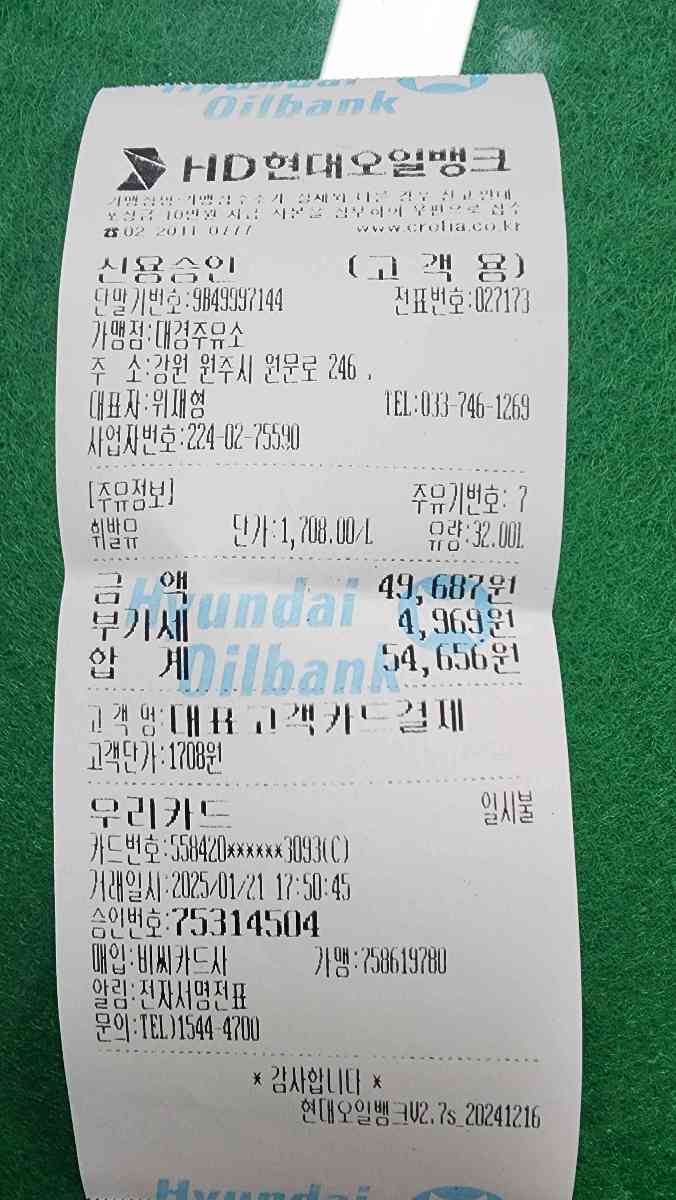 Hyundai
Oilbank
HD현대오일뱅크
가맹점명·가맹점주소가 실제와 다른 경우 신고안내
포상금 10만원 지급 사본을 첨부하여 우편으로 접수
☎02 2011 0777 www.crefia.co.kr
신용승인 (고 객 용)
단말기번호:9B49997144 전표번호:027173
가맹점:대경주유소
주 소:강원 원주시 원문로 246 ,
대표자:위재형 TEL:033-746-1269
사업자번호:224-02-75590
[주유정보] 주유기번호: 7
휘발유 단가:1,708.00/L 유량:32.00L
금 액 49,687원
부가세 4,969원
합 계 54,656원
Hyundai
Oilbank
고 객 명:대표고객카드결제
고객단가:1708원
우리카드 일시불
카드번호:558420******3093(C)
거래일시:2025/01/21 17:50:45
승인번호:75314504
매입:비씨카드사 가맹:758619780
알림:전자서명전표
문의:TEL)1544-4700
* 감사합니다 *
현대오일뱅크V2.7s_20241216
Hyundai